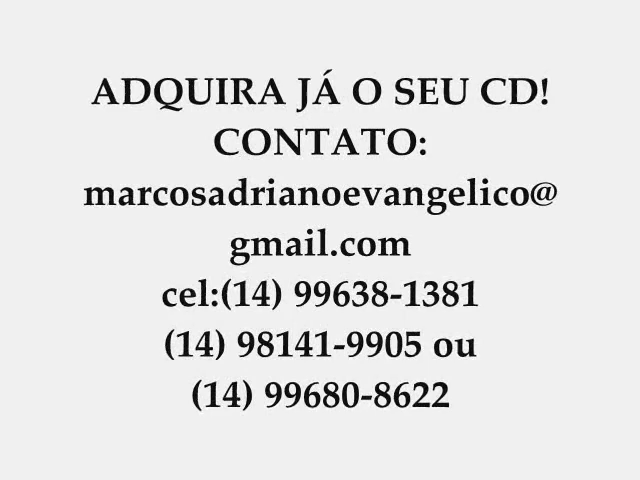 ADQUIRA JÁ O SEU CD!
CONTATO:
marcosadrianoevangelico@
gmail.com
cel:(14) 99638-1381
(14) 98141-9905 ou
(14) 99680-8622